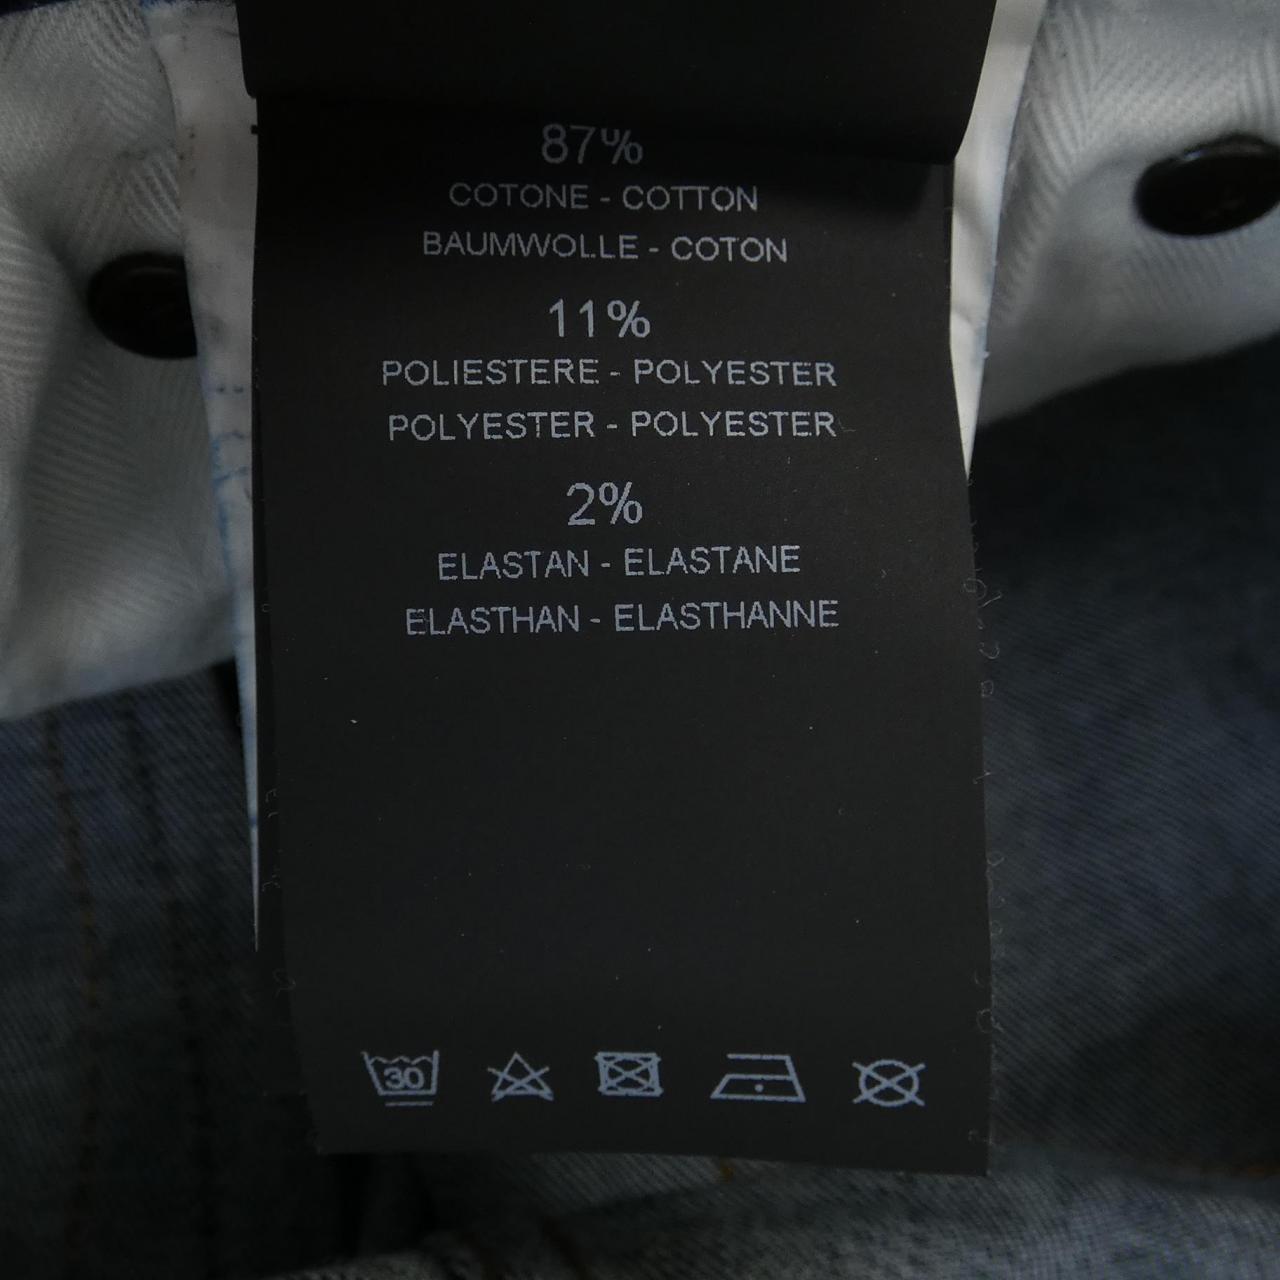 87%
COTONE - COTTON
BAUMWOLLE - COTON
11%
POLIESTERE - POLYESTER
POLYESTER - POLYESTER
2%
ELASTAN - ELASTANE
ELASTHAN - ELASTHANNE
30